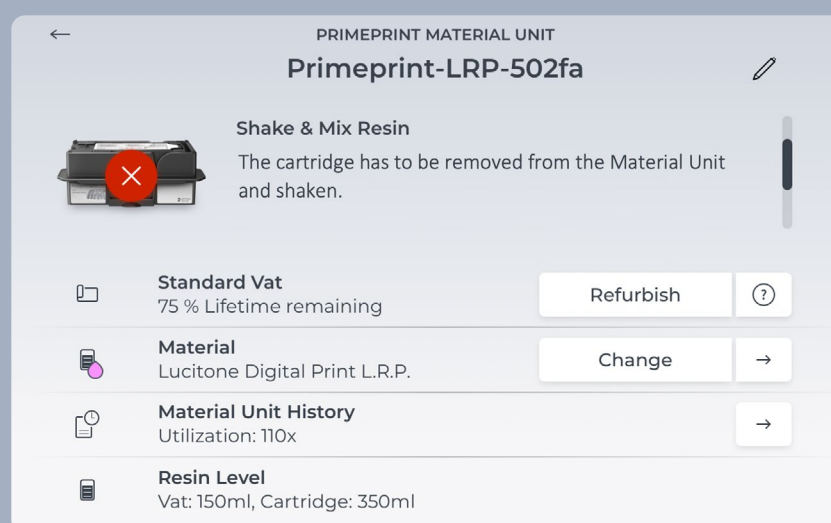 PRIMEPRINT MATERIAL UNIT
Primeprint-LRP-502fa
Shake & Mix Resin
The cartridge has to be removed from the Material Unit
and shaken.
Standard Vat
75 % Lifetime remaining
Refurbish
?
Material
Lucitone Digital Print L.R.P.
Change
Material Unit History
Utilization: 110x
Resin Level
Vat: 150ml, Cartridge: 350ml